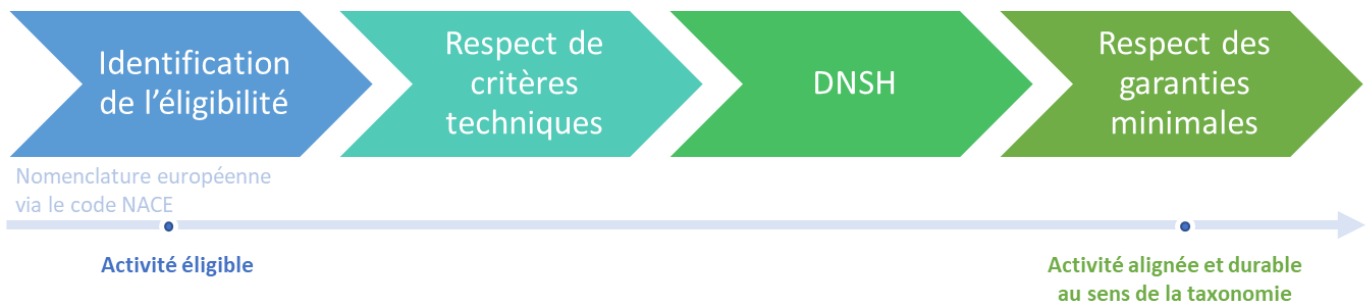 Identification
de l’éligibilité
Respect de
critères
techniques
DNSH
Respect des
garanties
minimales
Nomenclature européenne
via le code NACE
Activité éligible
Activité alignée et durable
au sens de la taxonomie